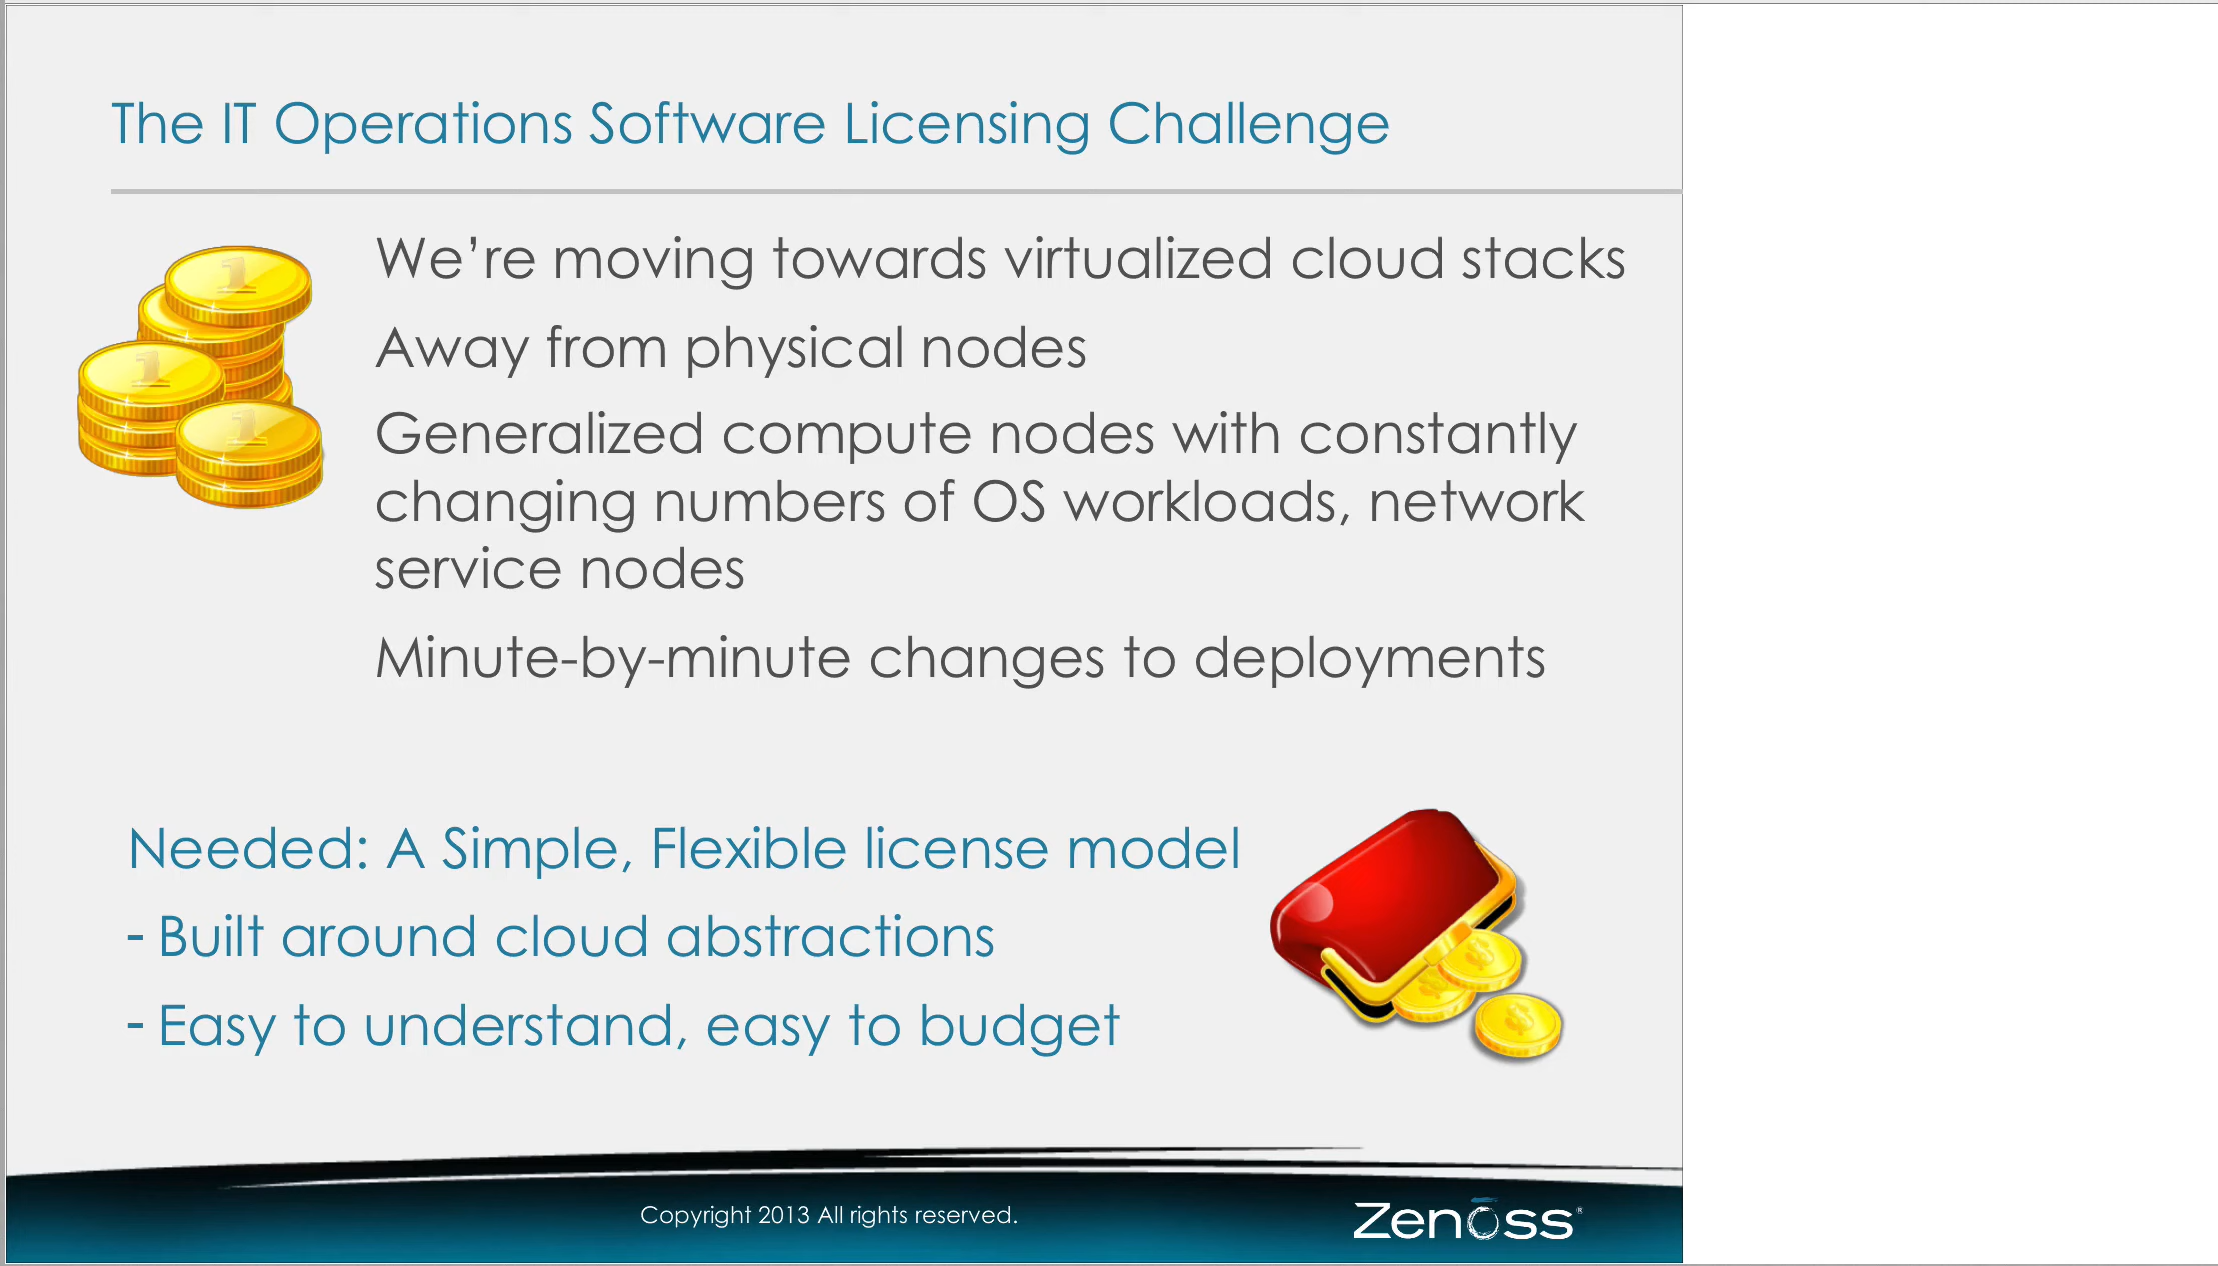 The IT Operations Software Licensing Challenge
We’re moving towards virtualized cloud stacks
Away from physical nodes
Generalized compute nodes with constantly
changing numbers of OS workloads, network
service nodes
Minute-by-minute changes to deployments
Needed: A Simple, Flexible license model
- Built around cloud abstractions
- Easy to understand, easy to budget
1
1
1
Copyright 2013 All rights reserved.
Zenoss®